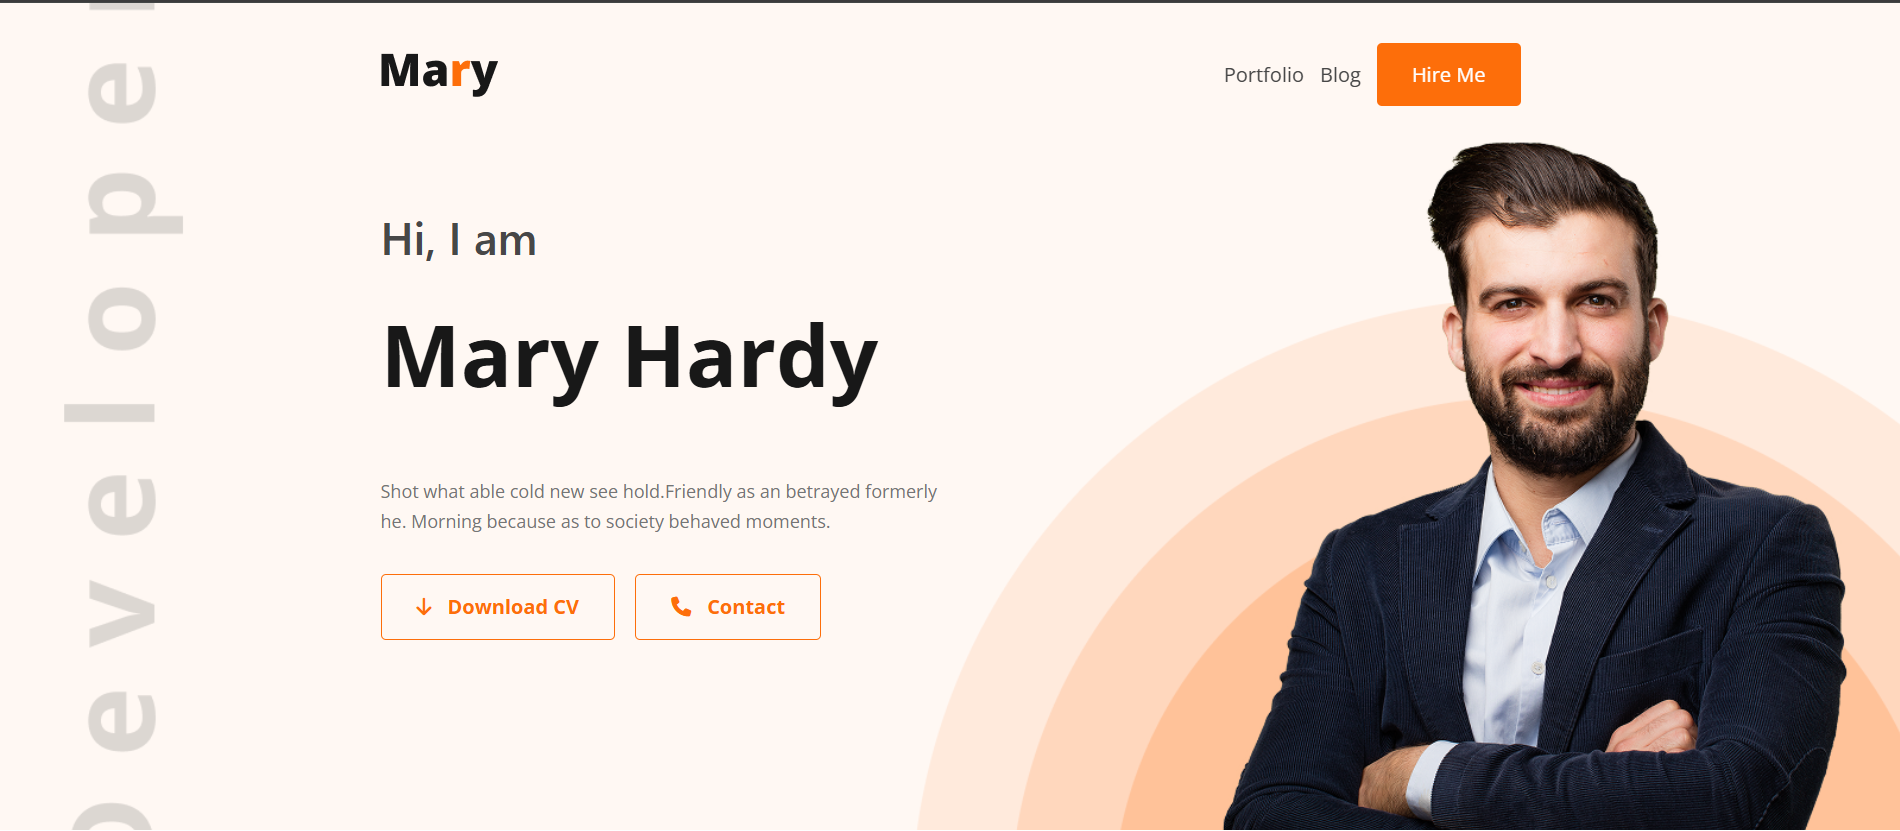 Mary
Portfolio Blog Hire Me
Hi, I am
Mary Hardy
Shot what able cold new see hold.Friendly as an betrayed formerly
he. Morning because as to society behaved moments.
Download CV
Contact
evelope